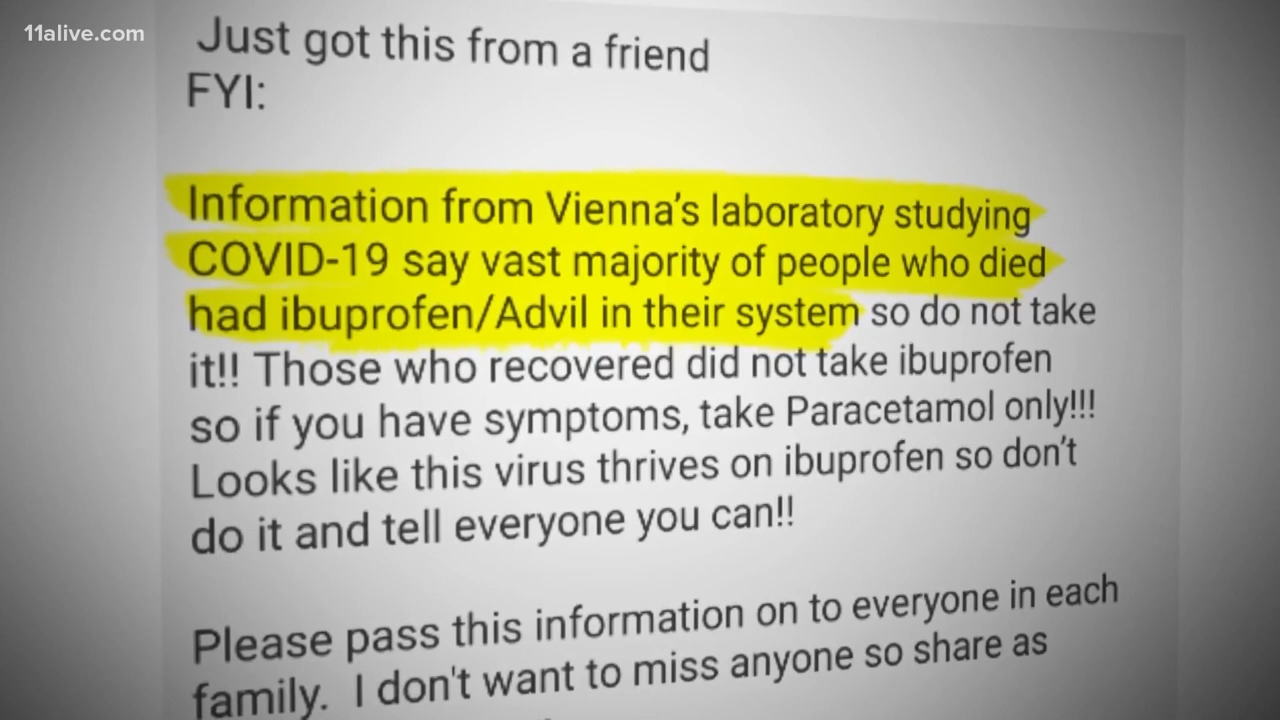 11alive.com
Just got this from a friend
FYI:
Information from Vienna’s laboratory studying
COVID-19 say vast majority of people who died
had ibuprofen/Advil in their system so do not take
it!! Those who recovered did not take ibuprofen
so if you have symptoms, take Paracetamol only!!!
Looks like this virus thrives on ibuprofen so don’t
do it and tell everyone you can!!
Please pass this information on to everyone in each
family. I don't want to miss anyone so share as